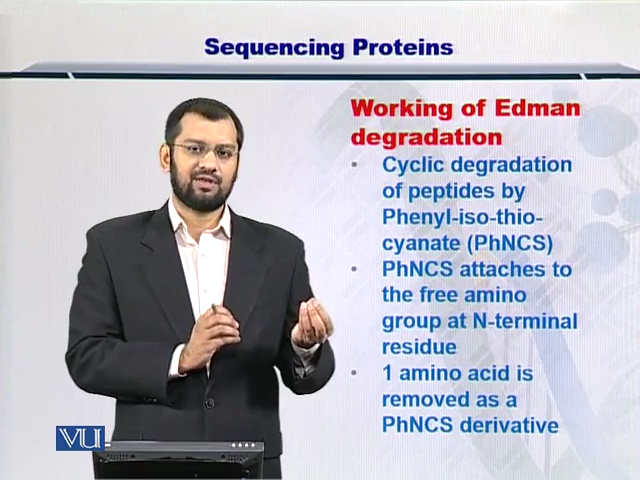 Sequencing Proteins
Working of Edman
degradation
• Cyclic degradation
of peptides by
Phenyl-iso-thio-
cyanate (PhNCS)
• PhNCS attaches to
the free amino
group at N-terminal
residue
• 1 amino acid is
removed as a
PhNCS derivative
VU